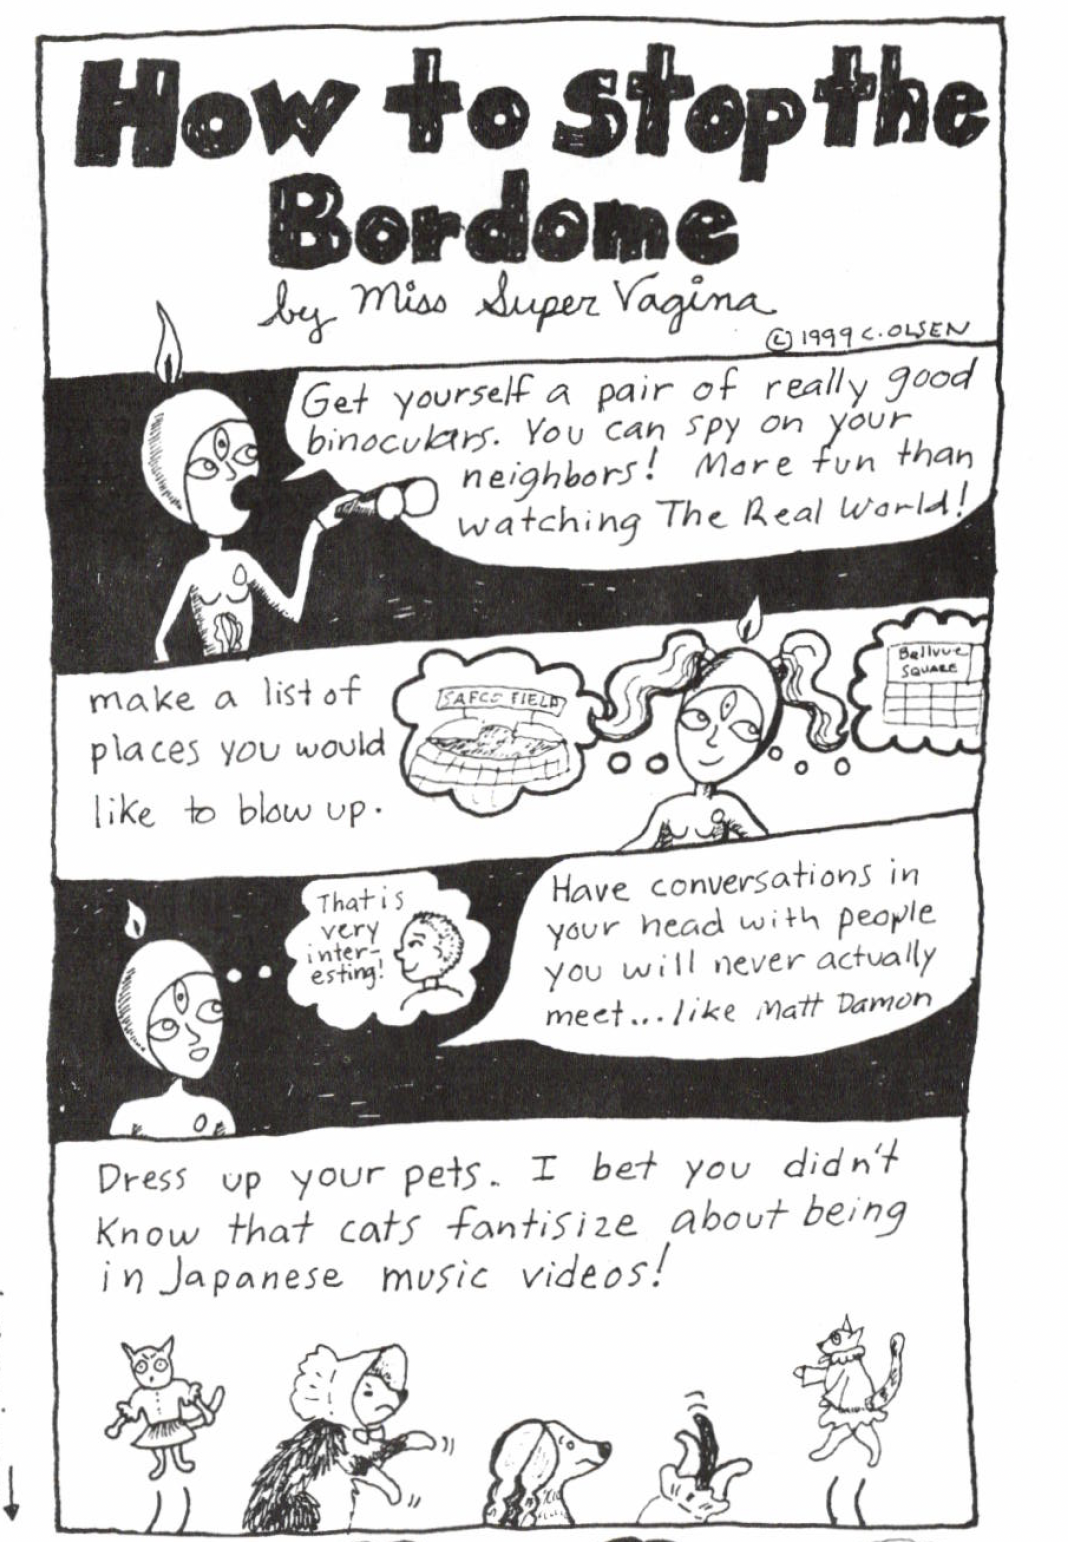 How to Stop the
Bordome
by Miss Super Vagina
© 1999 C. OLSEN
Get yourself a pair of really good
binoculars. You can spy on your
neighbors! More fun than
watching The Real World!
make a list of
places you would
like to blow up.
SAFCO FIELD
Bellvue
SQUARE
That is
very
inter-
esting!
Have conversations in
your head with people
you will never actually
meet...like Matt Damon
Dress up your pets. I bet you didn't
Know that cats fantisize about being
in Japanese music videos!